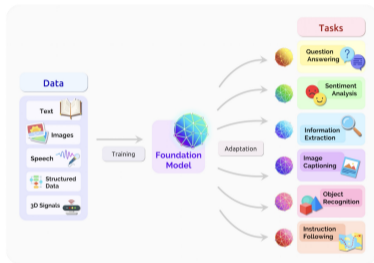 Tasks
Question
Answering
Data
Sentiment
Analysis
Text
Images
Information
Extraction
Speech
Training
Foundation
Model
Adaptation
Image
Captioning
Structured
Data
3D Signals
Object
Recognition
Instruction
Following